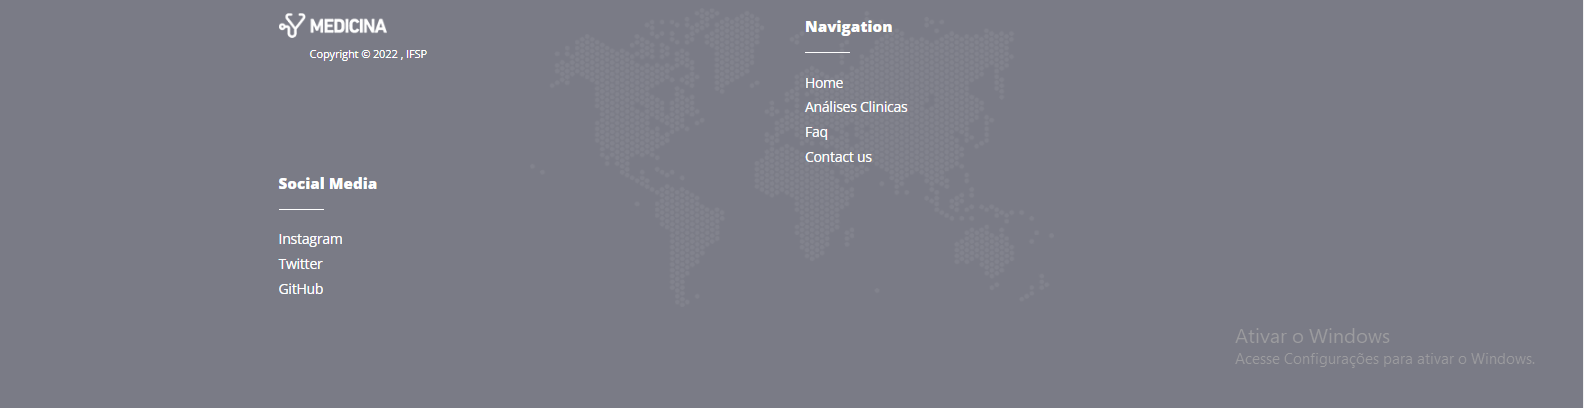 MEDICINA
Copyright © 2022 , IFSP
Navigation
Home
Análises Clinicas
Faq
Contact us
Social Media
Instagram
Twitter
GitHub
Ativar o Windows
Acesse Configurações para ativar o Windows.